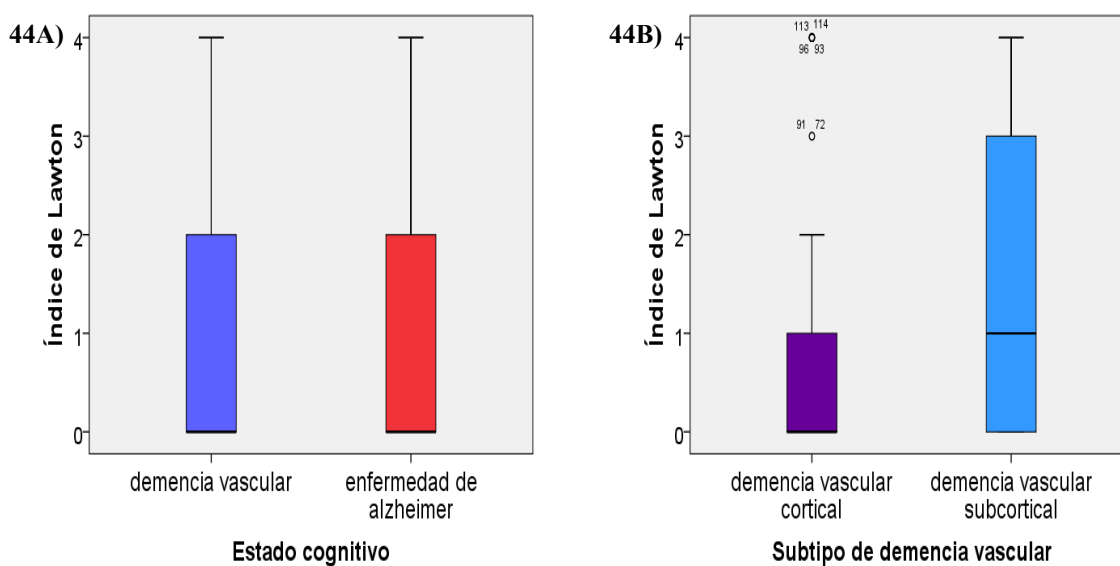 44A)
Índice de Lawton
4
3
2
1
0
demencia vascular
enfermedad de
alzheimer
Estado cognitivo
44B)
Índice de Lawton
4
3
2
1
0
113 114
96 93
91 72
demencia vascular
cortical
demencia vascular
subcortical
Subtipo de demencia vascular